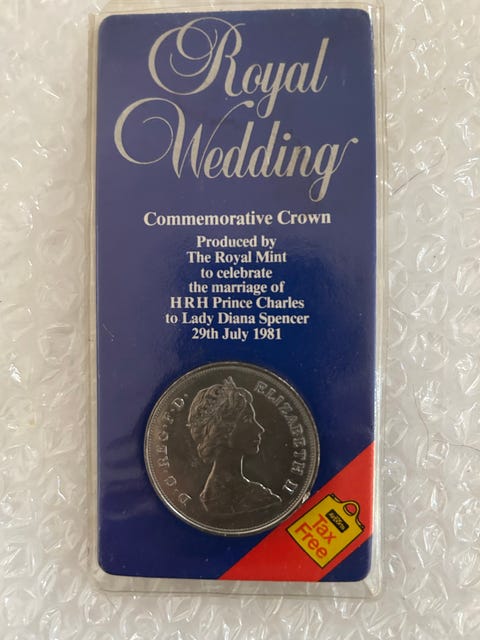 Royal
Wedding
Commemorative Crown
Produced by
The Royal Mint
to celebrate
the marriage of
HRH Prince Charles
to Lady Diana Spencer
29th July 1981
D·G·REG·F·D·
ELIZABETH II
Tax
Free